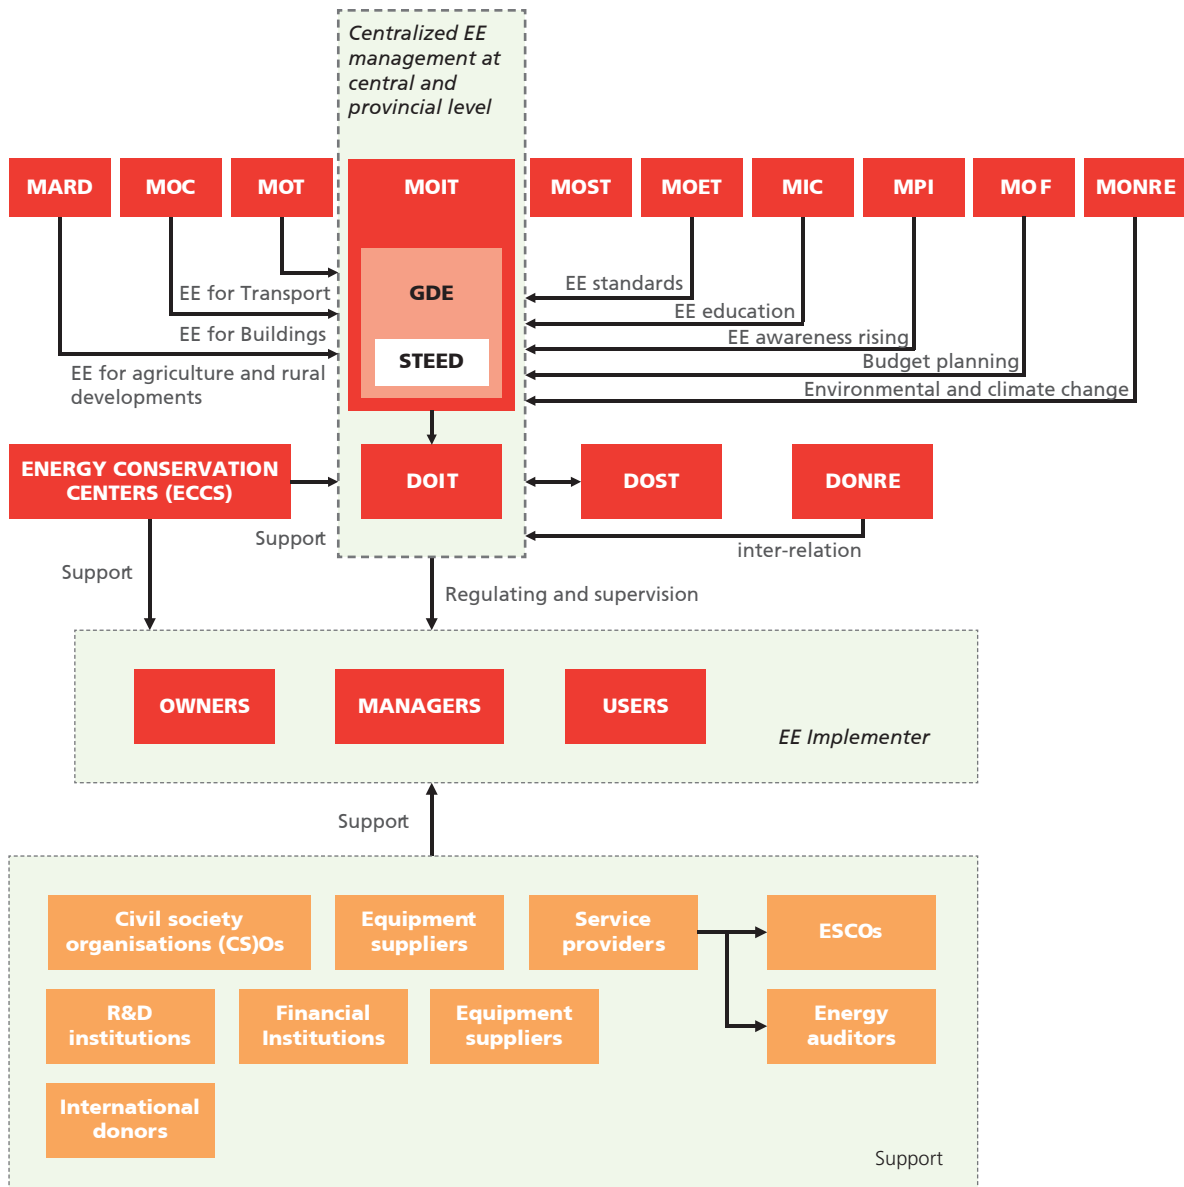 Centralized EE
management at
central and
provincial level
MARD
MOC
MOT
MOIT
MOST
MOET
MIC
MPI
MOF
MONRE
GDE
STEED
EE for Transport
EE for Buildings
EE for agriculture and rural
developments
EE standards
EE education
EE awareness rising
Budget planning
Environmental and climate change
ENERGY CONSERVATION
CENTERS (ECCS)
DOIT
DOST
DONRE
Support
Support
inter-relation
Regulating and supervision
OWNERS
MANAGERS
USERS
EE Implementer
Support
Civil society
organisations (CS)Os
Equipment
suppliers
Service
providers
ESCOs
R&D
institutions
Financial
Institutions
Equipment
suppliers
Energy
auditors
International
donors
Support